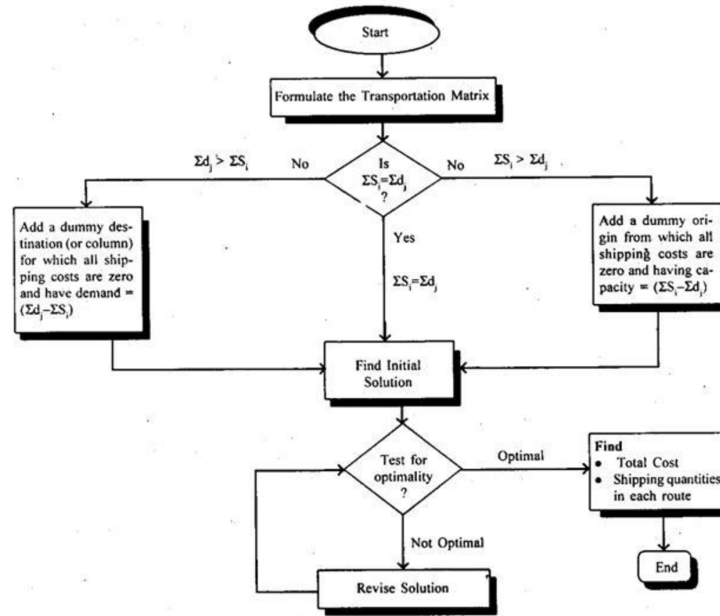 Start
Formulate the Transportation Matrix
Σdⱼ > ΣSᵢ
No
Is
ΣSᵢ=Σdⱼ
?
No
ΣSᵢ > Σdⱼ
Add a dummy des-
tination (or column)
for which all ship-
ping costs are zero
and have demand =
(Σdⱼ–ΣSᵢ)
Yes
ΣSᵢ=Σdⱼ
Add a dummy ori-
gin from which all
shipping costs are
zero and having ca-
pacity = (ΣSᵢ–Σdⱼ)
Find Initial
Solution
Test for
optimality
?
Optimal
Find
• Total Cost
• Shipping quantities
in each route
Not Optimal
Revise Solution
End